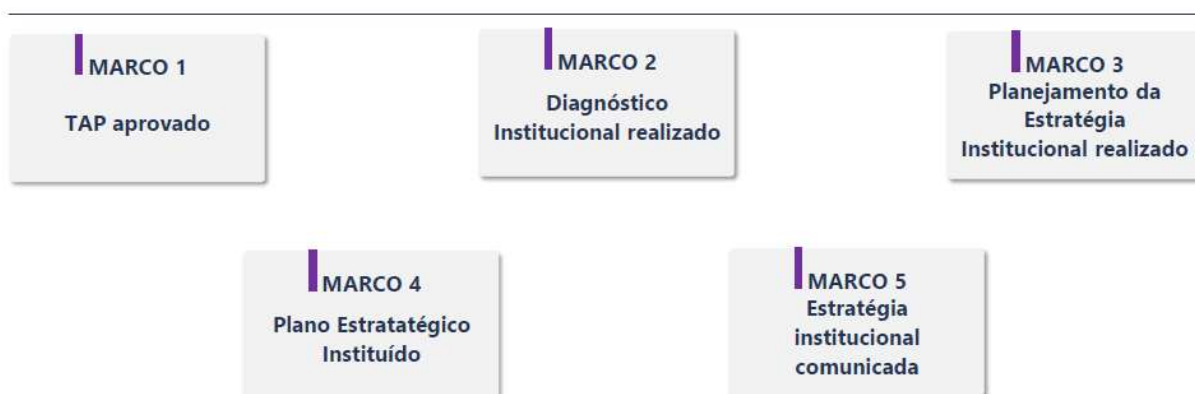 MARCO 1
TAP aprovado
MARCO 2
Diagnóstico
Institucional realizado
MARCO 3
Planejamento da
Estratégia
Institucional realizado
MARCO 4
Plano Estratatégico
Instituído
MARCO 5
Estratégia
institucional
comunicada